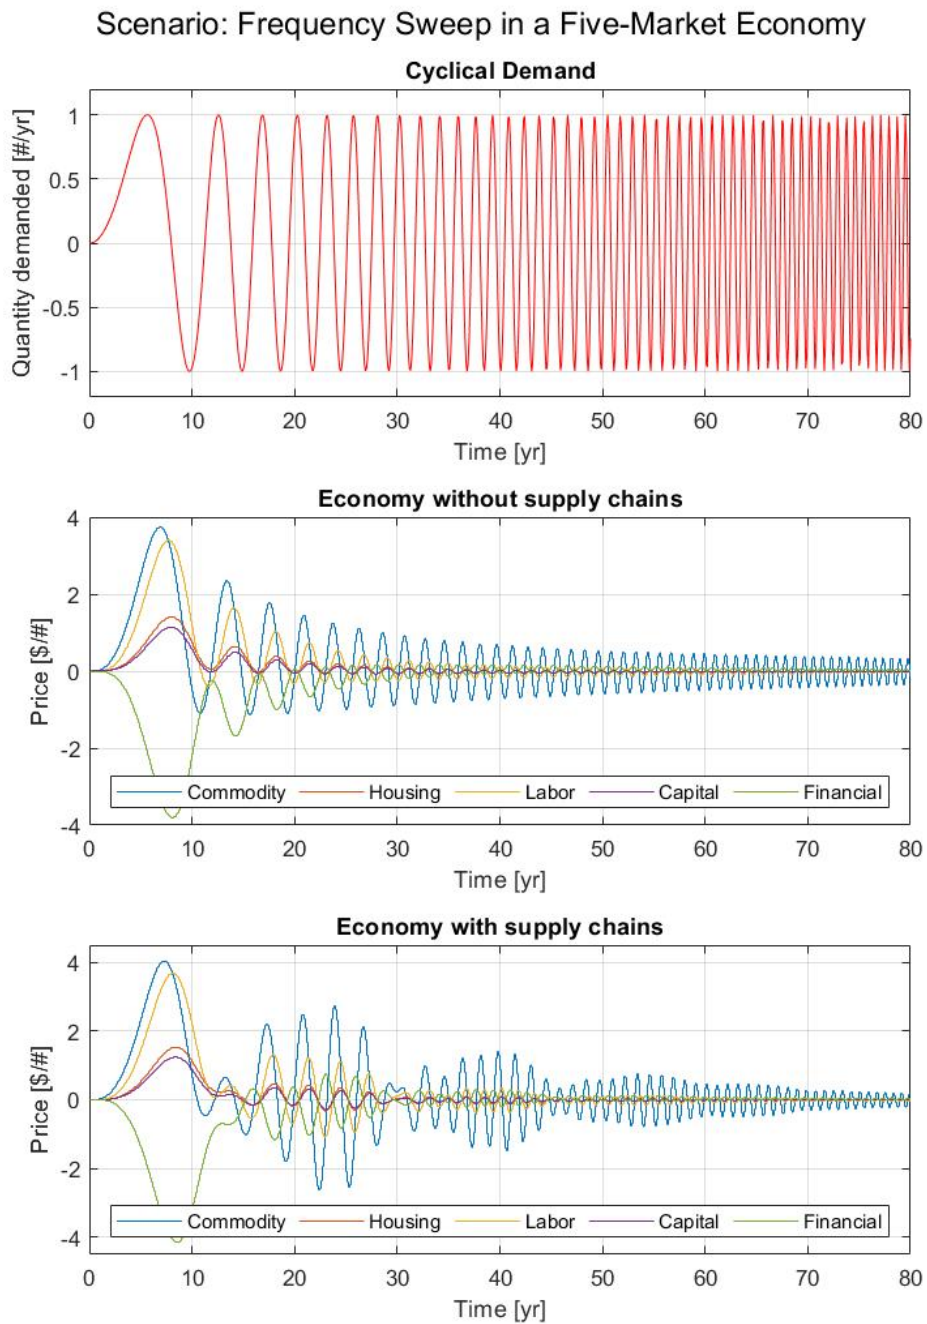 Scenario: Frequency Sweep in a Five-Market Economy
Cyclical Demand
Quantity demanded [#/yr]
1
0.5
0
-0.5
-1
0 10 20 30 40 50 60 70 80
Time [yr]
Economy without supply chains
Price [$/#]
4
2
0
-2
-4
Commodity Housing Labor Capital Financial
0 10 20 30 40 50 60 70 80
Time [yr]
Economy with supply chains
Price [$/#]
4
2
0
-2
-4
Commodity Housing Labor Capital Financial
0 10 20 30 40 50 60 70 80
Time [yr]